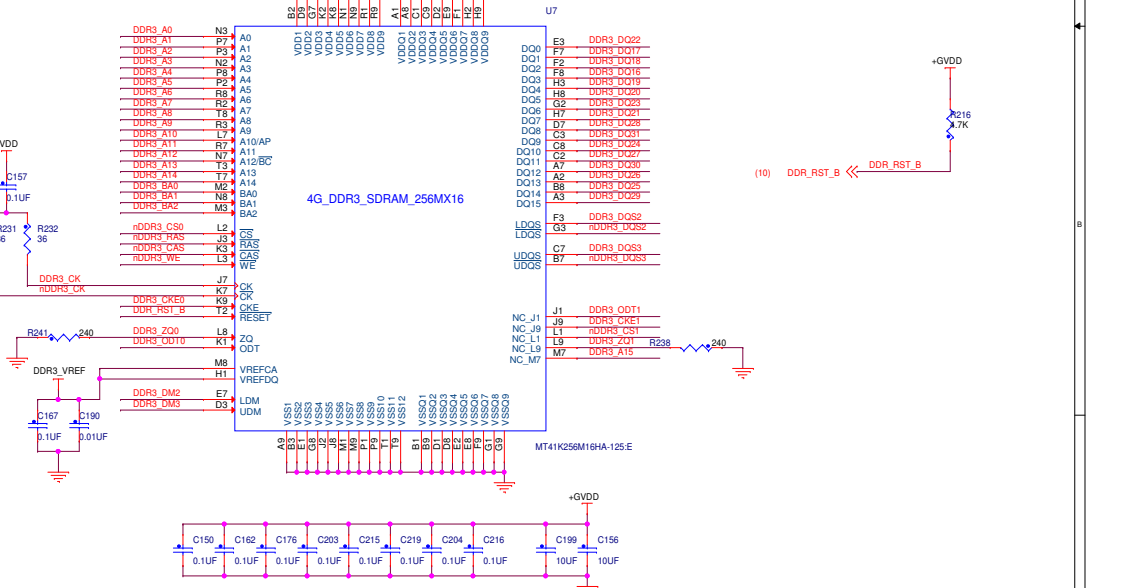 B2 D9 G7 K2 K8 N1 N9 R1 R9 A1 A8 C1 C9 D2 E9 F1 H2 H9
U7
VDD1 VDD2 VDD3 VDD4 VDD5 VDD6 VDD7 VDD8 VDD9 VDDQ1 VDDQ2 VDDQ3 VDDQ4 VDDQ5 VDDQ6 VDDQ7 VDDQ8 VDDQ9
DDR3_A0 N3 A0
DDR3_A1 P7 A1
DDR3_A2 P3 A2
DDR3_A3 N2 A3
DDR3_A4 P8 A4
DDR3_A5 P2 A5
DDR3_A6 R8 A6
DDR3_A7 R2 A7
DDR3_A8 T8 A8
DDR3_A9 R3 A9
DDR3_A10 L7 A10/AP
DDR3_A11 R7 A11
DDR3_A12 N7 A12/BC
DDR3_A13 T3 A13
DDR3_A14 T7 A14
DDR3_BA0 M2 BA0
DDR3_BA1 N8 BA1
DDR3_BA2 M3 BA2
nDDR3_CS0 L2 CS
nDDR3_RAS J3 RAS
nDDR3_CAS K3 CAS
nDDR3_WE L3 WE
DDR3_CK J7 CK
nDDR3_CK K7 CK
DDR3_CKE0 K9 CKE
DDR_RST_B T2 RESET
DDR3_ZQ0 L8 ZQ
DDR3_ODT0 K1 ODT
M8 VREFCA
H1 VREFDQ
DDR3_DM2 E7 LDM
DDR3_DM3 D3 UDM
VDD
C157
0.1UF
R231
36
R232
36
R241 240
DDR3_VREF
C167
0.1UF
C190
0.01UF
4G_DDR3_SDRAM_256MX16
DQ0 E3 DDR3_DQ22
DQ1 F7 DDR3_DQ17
DQ2 F2 DDR3_DQ18
DQ3 F8 DDR3_DQ16
DQ4 H3 DDR3_DQ19
DQ5 H8 DDR3_DQ20
DQ6 G2 DDR3_DQ23
DQ7 H7 DDR3_DQ21
DQ8 D7 DDR3_DQ28
DQ9 C3 DDR3_DQ31
DQ10 C8 DDR3_DQ24
DQ11 C2 DDR3_DQ27
DQ12 A7 DDR3_DQ30
DQ13 A2 DDR3_DQ26
DQ14 B8 DDR3_DQ25
DQ15 A3 DDR3_DQ29
LDQS F3 DDR3_DQS2
LDQS G3 nDDR3_DQS2
UDQS C7 DDR3_DQS3
UDQS B7 nDDR3_DQS3
NC_J1 J1 DDR3_ODT1
NC_J9 J9 DDR3_CKE1
NC_L1 L1 nDDR3_CS1
NC_L9 L9 DDR3_ZQ1 R238 240
NC_M7 M7 DDR3_A15
+GVDD
R216
4.7K
(10) DDR_RST_B DDR_RST_B
B
VSS1 VSS2 VSS3 VSS4 VSS5 VSS6 VSS7 VSS8 VSS9 VSS10 VSS11 VSS12 VSSQ1 VSSQ2 VSSQ3 VSSQ4 VSSQ5 VSSQ6 VSSQ7 VSSQ8 VSSQ9
A9 B3 E1 G8 J2 J8 M1 M9 P1 P9 T1 T9 B1 B9 D1 D8 E2 E8 F9 G1 G9
MT41K256M16HA-125:E
+GVDD
C150 C162 C176 C203 C215 C219 C204 C216 C199 C156
0.1UF 0.1UF 0.1UF 0.1UF 0.1UF 0.1UF 0.1UF 0.1UF 10UF 10UF